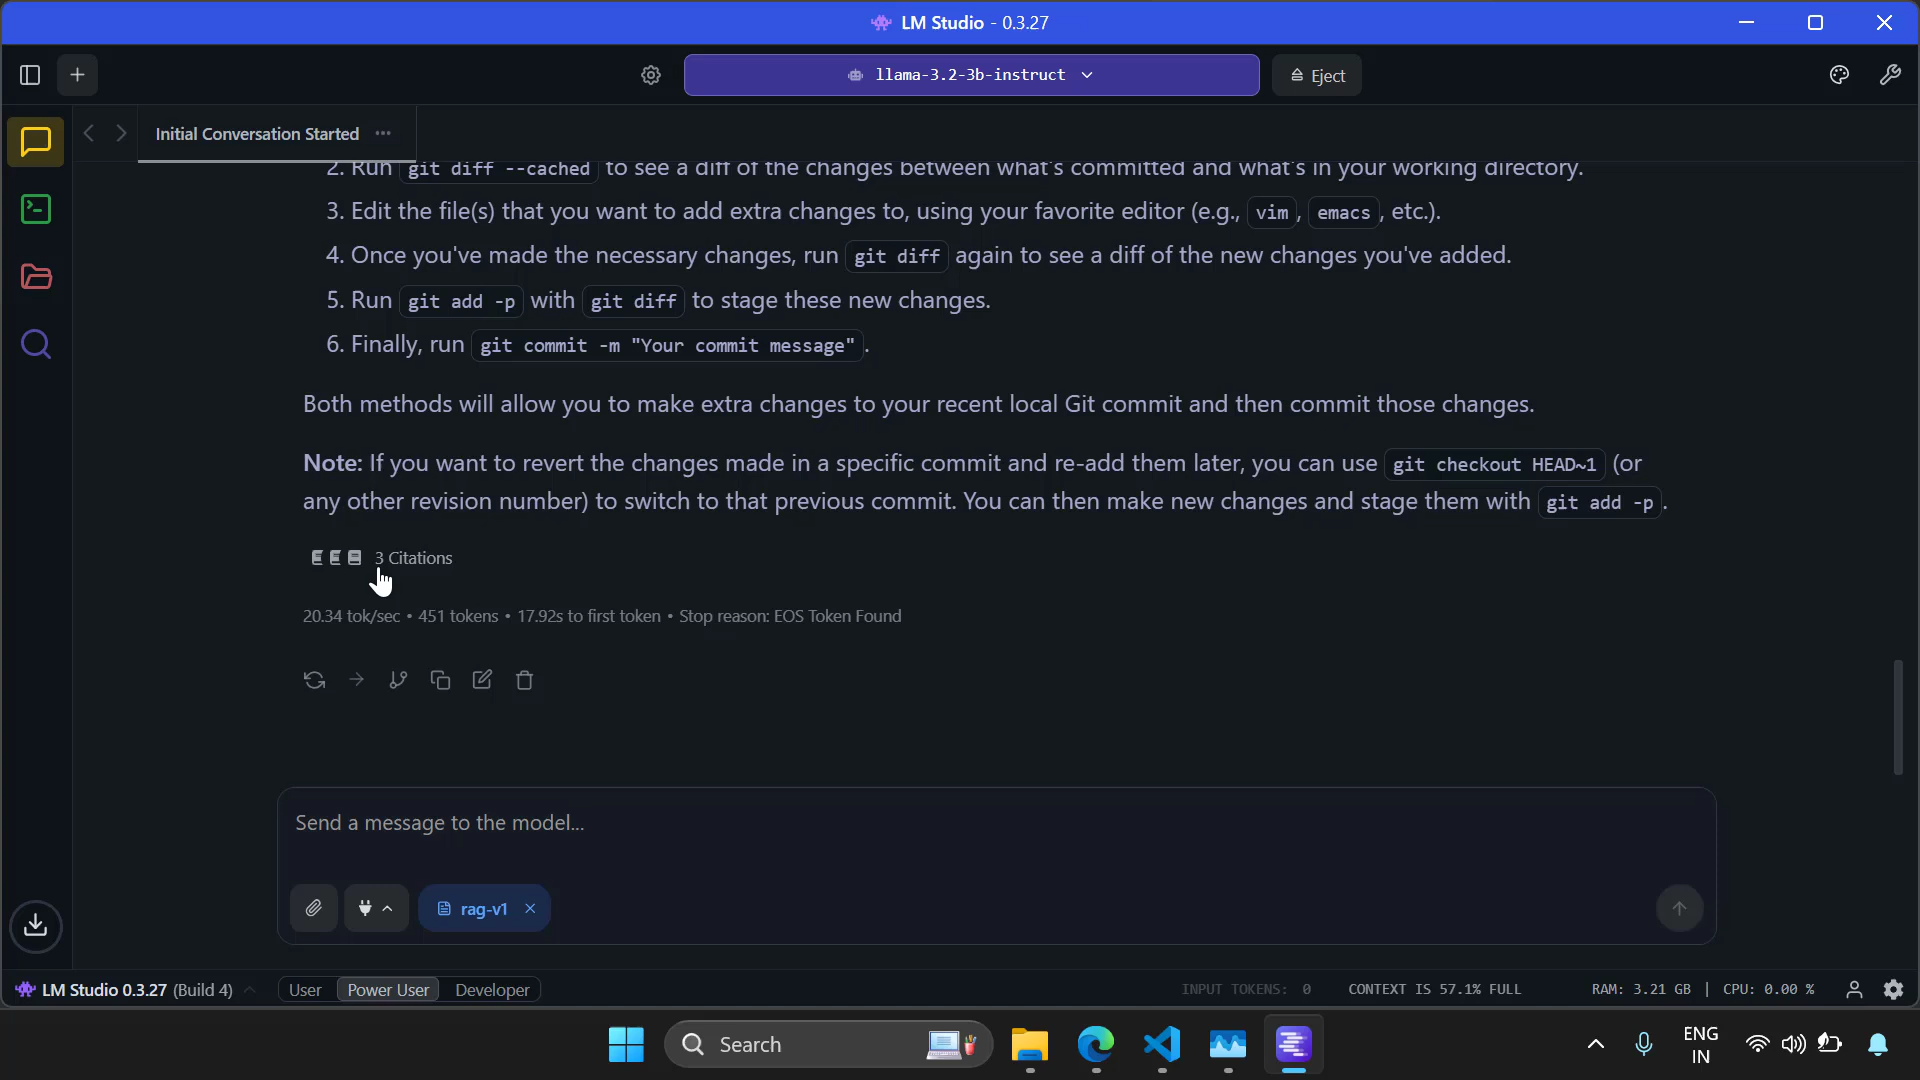 LM Studio - 0.3.27
llama-3.2-3b-instruct
Eject
Initial Conversation Started
2. Run git diff --cached to see a diff of the changes between what's committed and what's in your working directory.
3. Edit the file(s) that you want to add extra changes to, using your favorite editor (e.g., vim, emacs, etc.).
4. Once you've made the necessary changes, run git diff again to see a diff of the new changes you've added.
5. Run git add -p with git diff to stage these new changes.
6. Finally, run git commit -m "Your commit message".
Both methods will allow you to make extra changes to your recent local Git commit and then commit those changes.
Note: If you want to revert the changes made in a specific commit and re-add them later, you can use git checkout HEAD~1 (or
any other revision number) to switch to that previous commit. You can then make new changes and stage them with git add -p.
3 Citations
20.34 tok/sec • 451 tokens • 17.92s to first token • Stop reason: EOS Token Found
Send a message to the model...
rag-v1
LM Studio 0.3.27 (Build 4) User Power User Developer INPUT TOKENS: 0 CONTEXT IS 57.1% FULL RAM: 3.21 GB | CPU: 0.00 %
Search
ENG
IN